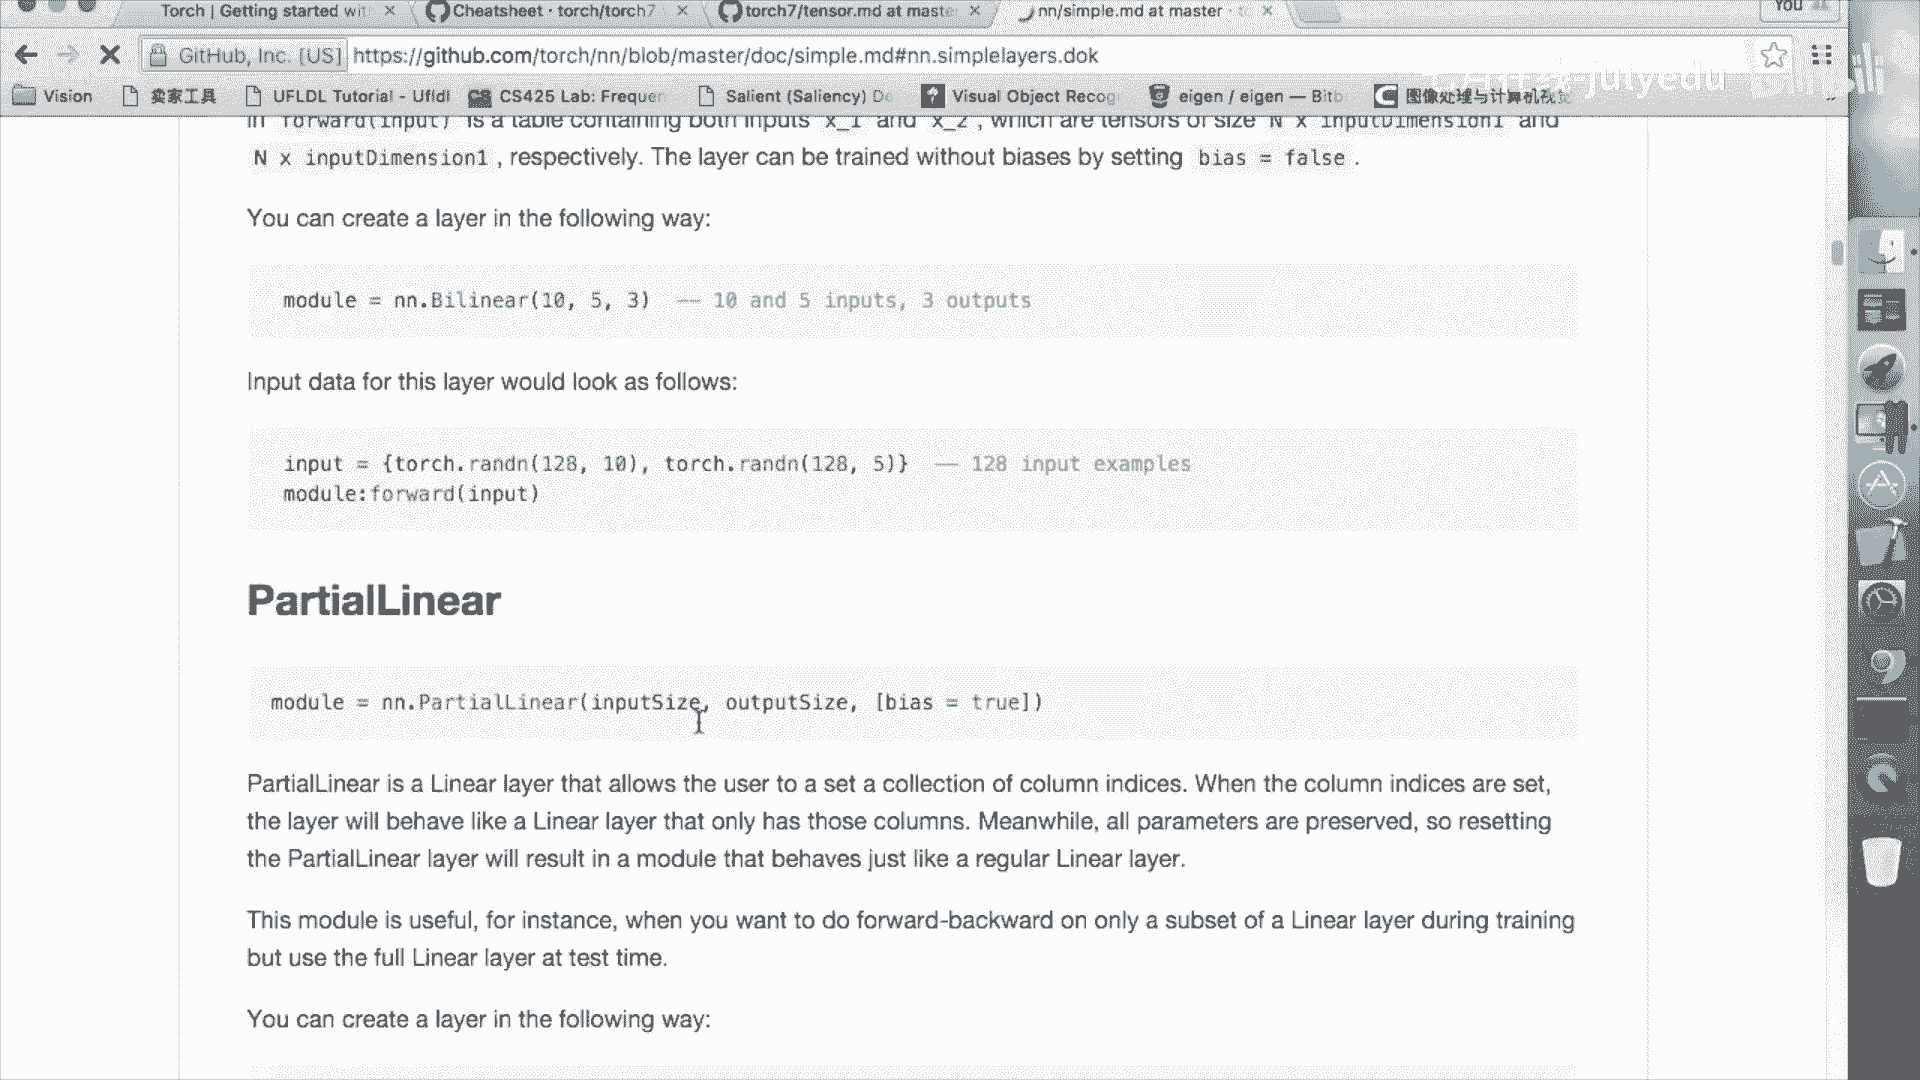 Torch | Getting started wit
Cheatsheet · torch/torch7
torch7/tensor.md at maste
nn/simple.md at master · to
You
GitHub, Inc. [US] https://github.com/torch/nn/blob/master/doc/simple.md#nn.simplelayers.dok
Vision 卖家工具 UFLDL Tutorial - Ufldl CS425 Lab: Frequen Salient (Saliency) De Visual Object Recog eigen / eigen — Bitb 图像处理与计算机视觉
julyedu
in forward(input) is a table containing both inputs x_1 and x_2 , which are tensors of size N x inputDimension1 and
N x inputDimension1 , respectively. The layer can be trained without biases by setting bias = false .
You can create a layer in the following way:
module = nn.Bilinear(10, 5, 3) -- 10 and 5 inputs, 3 outputs
Input data for this layer would look as follows:
input = {torch.randn(128, 10), torch.randn(128, 5)} -- 128 input examples
module:forward(input)
PartialLinear
module = nn.PartialLinear(inputSize, outputSize, [bias = true])
PartialLinear is a Linear layer that allows the user to a set a collection of column indices. When the column indices are set,
the layer will behave like a Linear layer that only has those columns. Meanwhile, all parameters are preserved, so resetting
the PartialLinear layer will result in a module that behaves just like a regular Linear layer.
This module is useful, for instance, when you want to do forward-backward on only a subset of a Linear layer during training
but use the full Linear layer at test time.
You can create a layer in the following way: